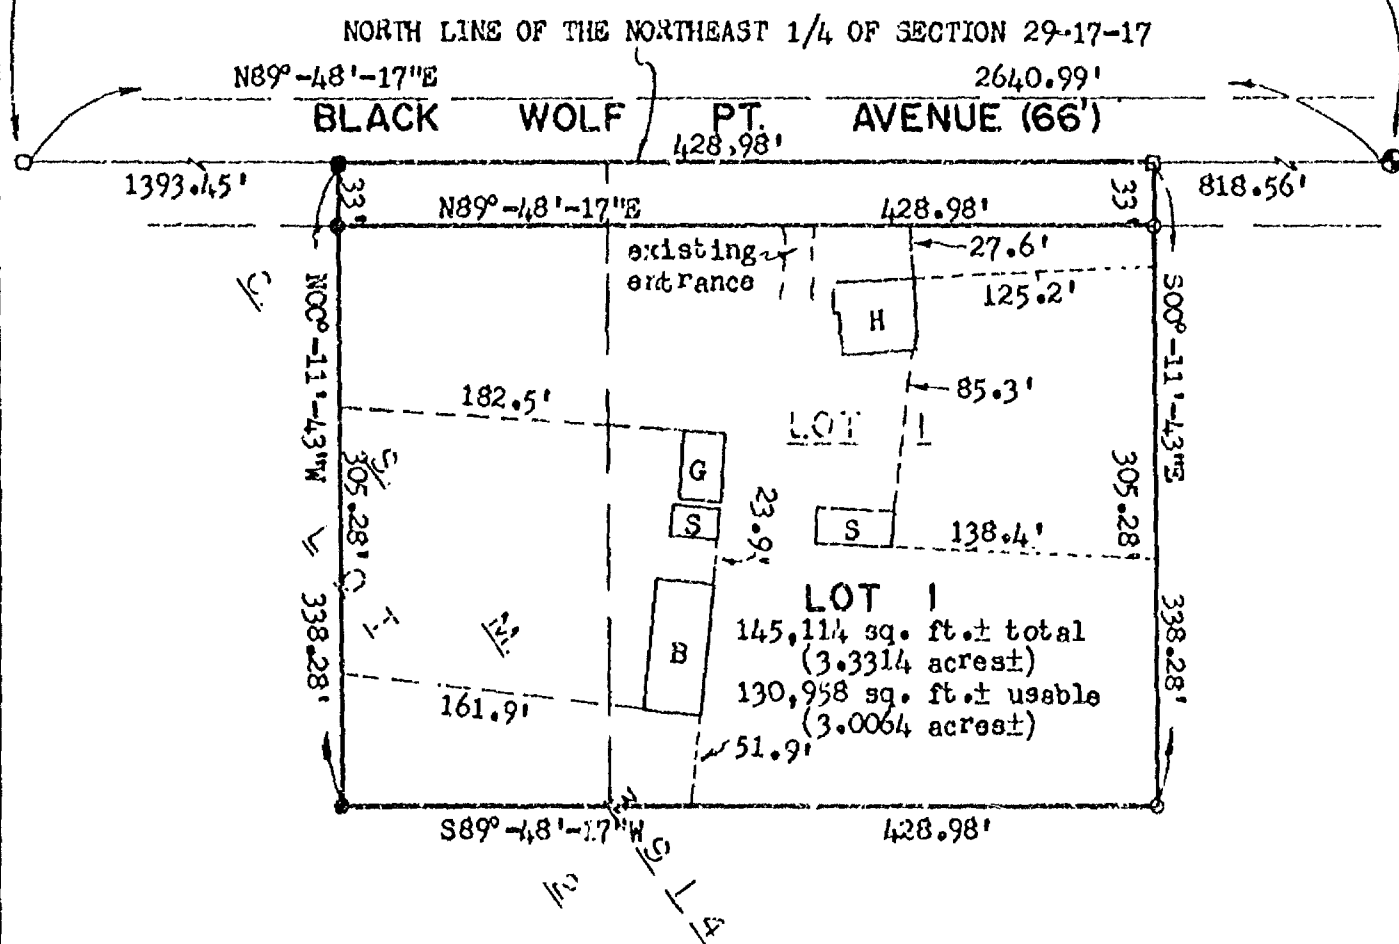 NORTH LINE OF THE NORTHEAST 1/4 OF SECTION 29-17-17
N89°-48'-17"E 2640.99'
BLACK WOLF PT. AVENUE (66')
428.98'
1393.45' 33' 33' 818.56'
N89°-48'-17"E 428.98'
existing
entrance
27.6'
125.2'
H
N00°-11'-43"W
S00°-11'-43"E
C.
182.5'
85.3'
LOT 1
G
S
23.9'
S
138.4'
305.28'
305.28'
S.
M.
L O T
LOT 1
145,114 sq. ft.± total
(3.3314 acres±)
130,958 sq. ft.± usable
(3.0064 acres±)
B
338.28'
338.28'
161.9'
51.9'
S89°-48'-17"W 428.98'